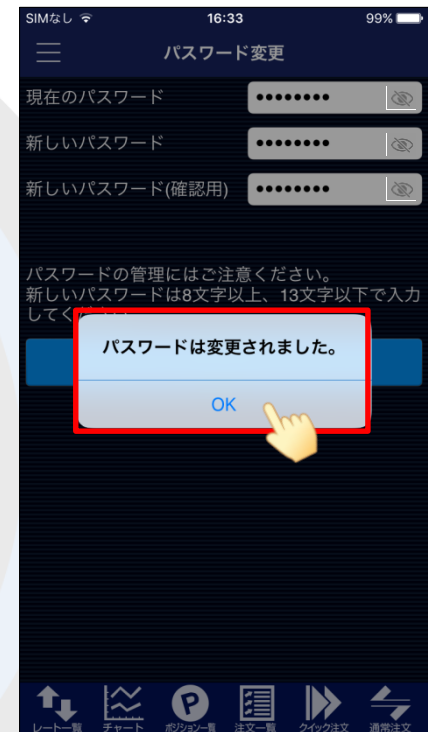 SIMなし 16:33 99%
パスワード変更
現在のパスワード ••••••••
新しいパスワード ••••••••
新しいパスワード(確認用) ••••••••
パスワードの管理にはご注意ください。
新しいパスワードは8文字以上、13文字以下で入力
してく
パスワードは変更されました。
OK
レート一覧 チャート ポジション一覧 注文一覧 クイック注文 通常注文